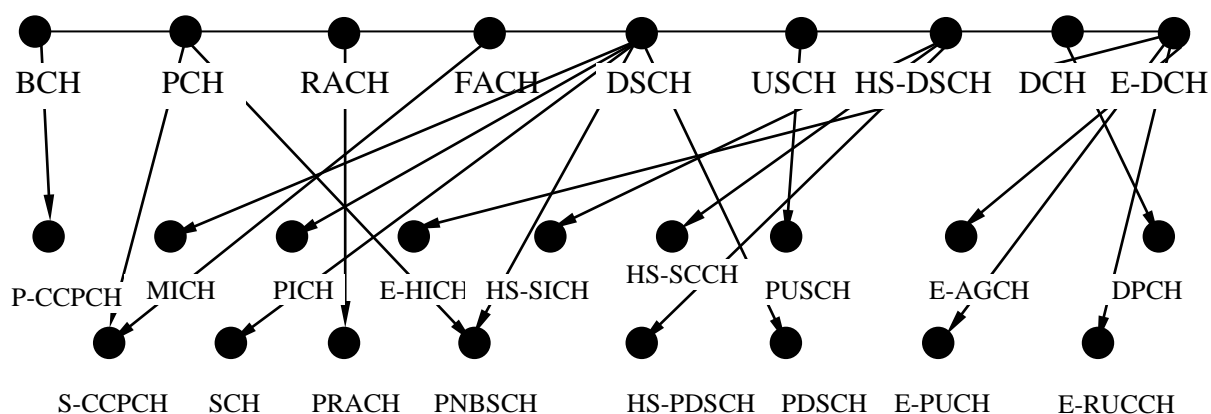 BCH PCH RACH FACH DSCH USCH HS-DSCH DCH E-DCH
P-CCPCH MICH PICH E-HICH HS-SICH HS-SCCH PUSCH E-AGCH DPCH
S-CCPCH SCH PRACH PNBSCH HS-PDSCH PDSCH E-PUCH E-RUCCH